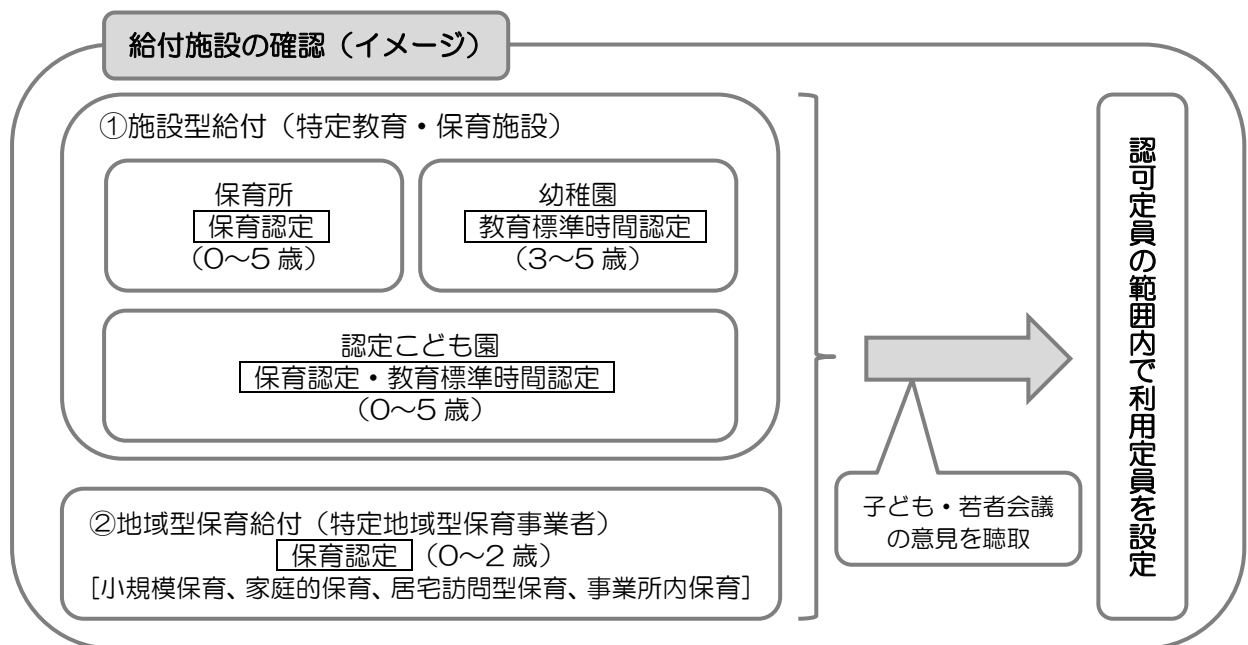 給付施設の確認（イメージ）
①施設型給付（特定教育・保育施設）
保育所
保育認定
（0～5 歳）
幼稚園
教育標準時間認定
（3～5 歳）
認定こども園
保育認定・教育標準時間認定
（0～5 歳）
②地域型保育給付（特定地域型保育事業者）
保育認定（0～2 歳）
［小規模保育、家庭的保育、居宅訪問型保育、事業所内保育］
子ども・若者会議
の意見を聴取
認可定員の範囲内で利用定員を設定